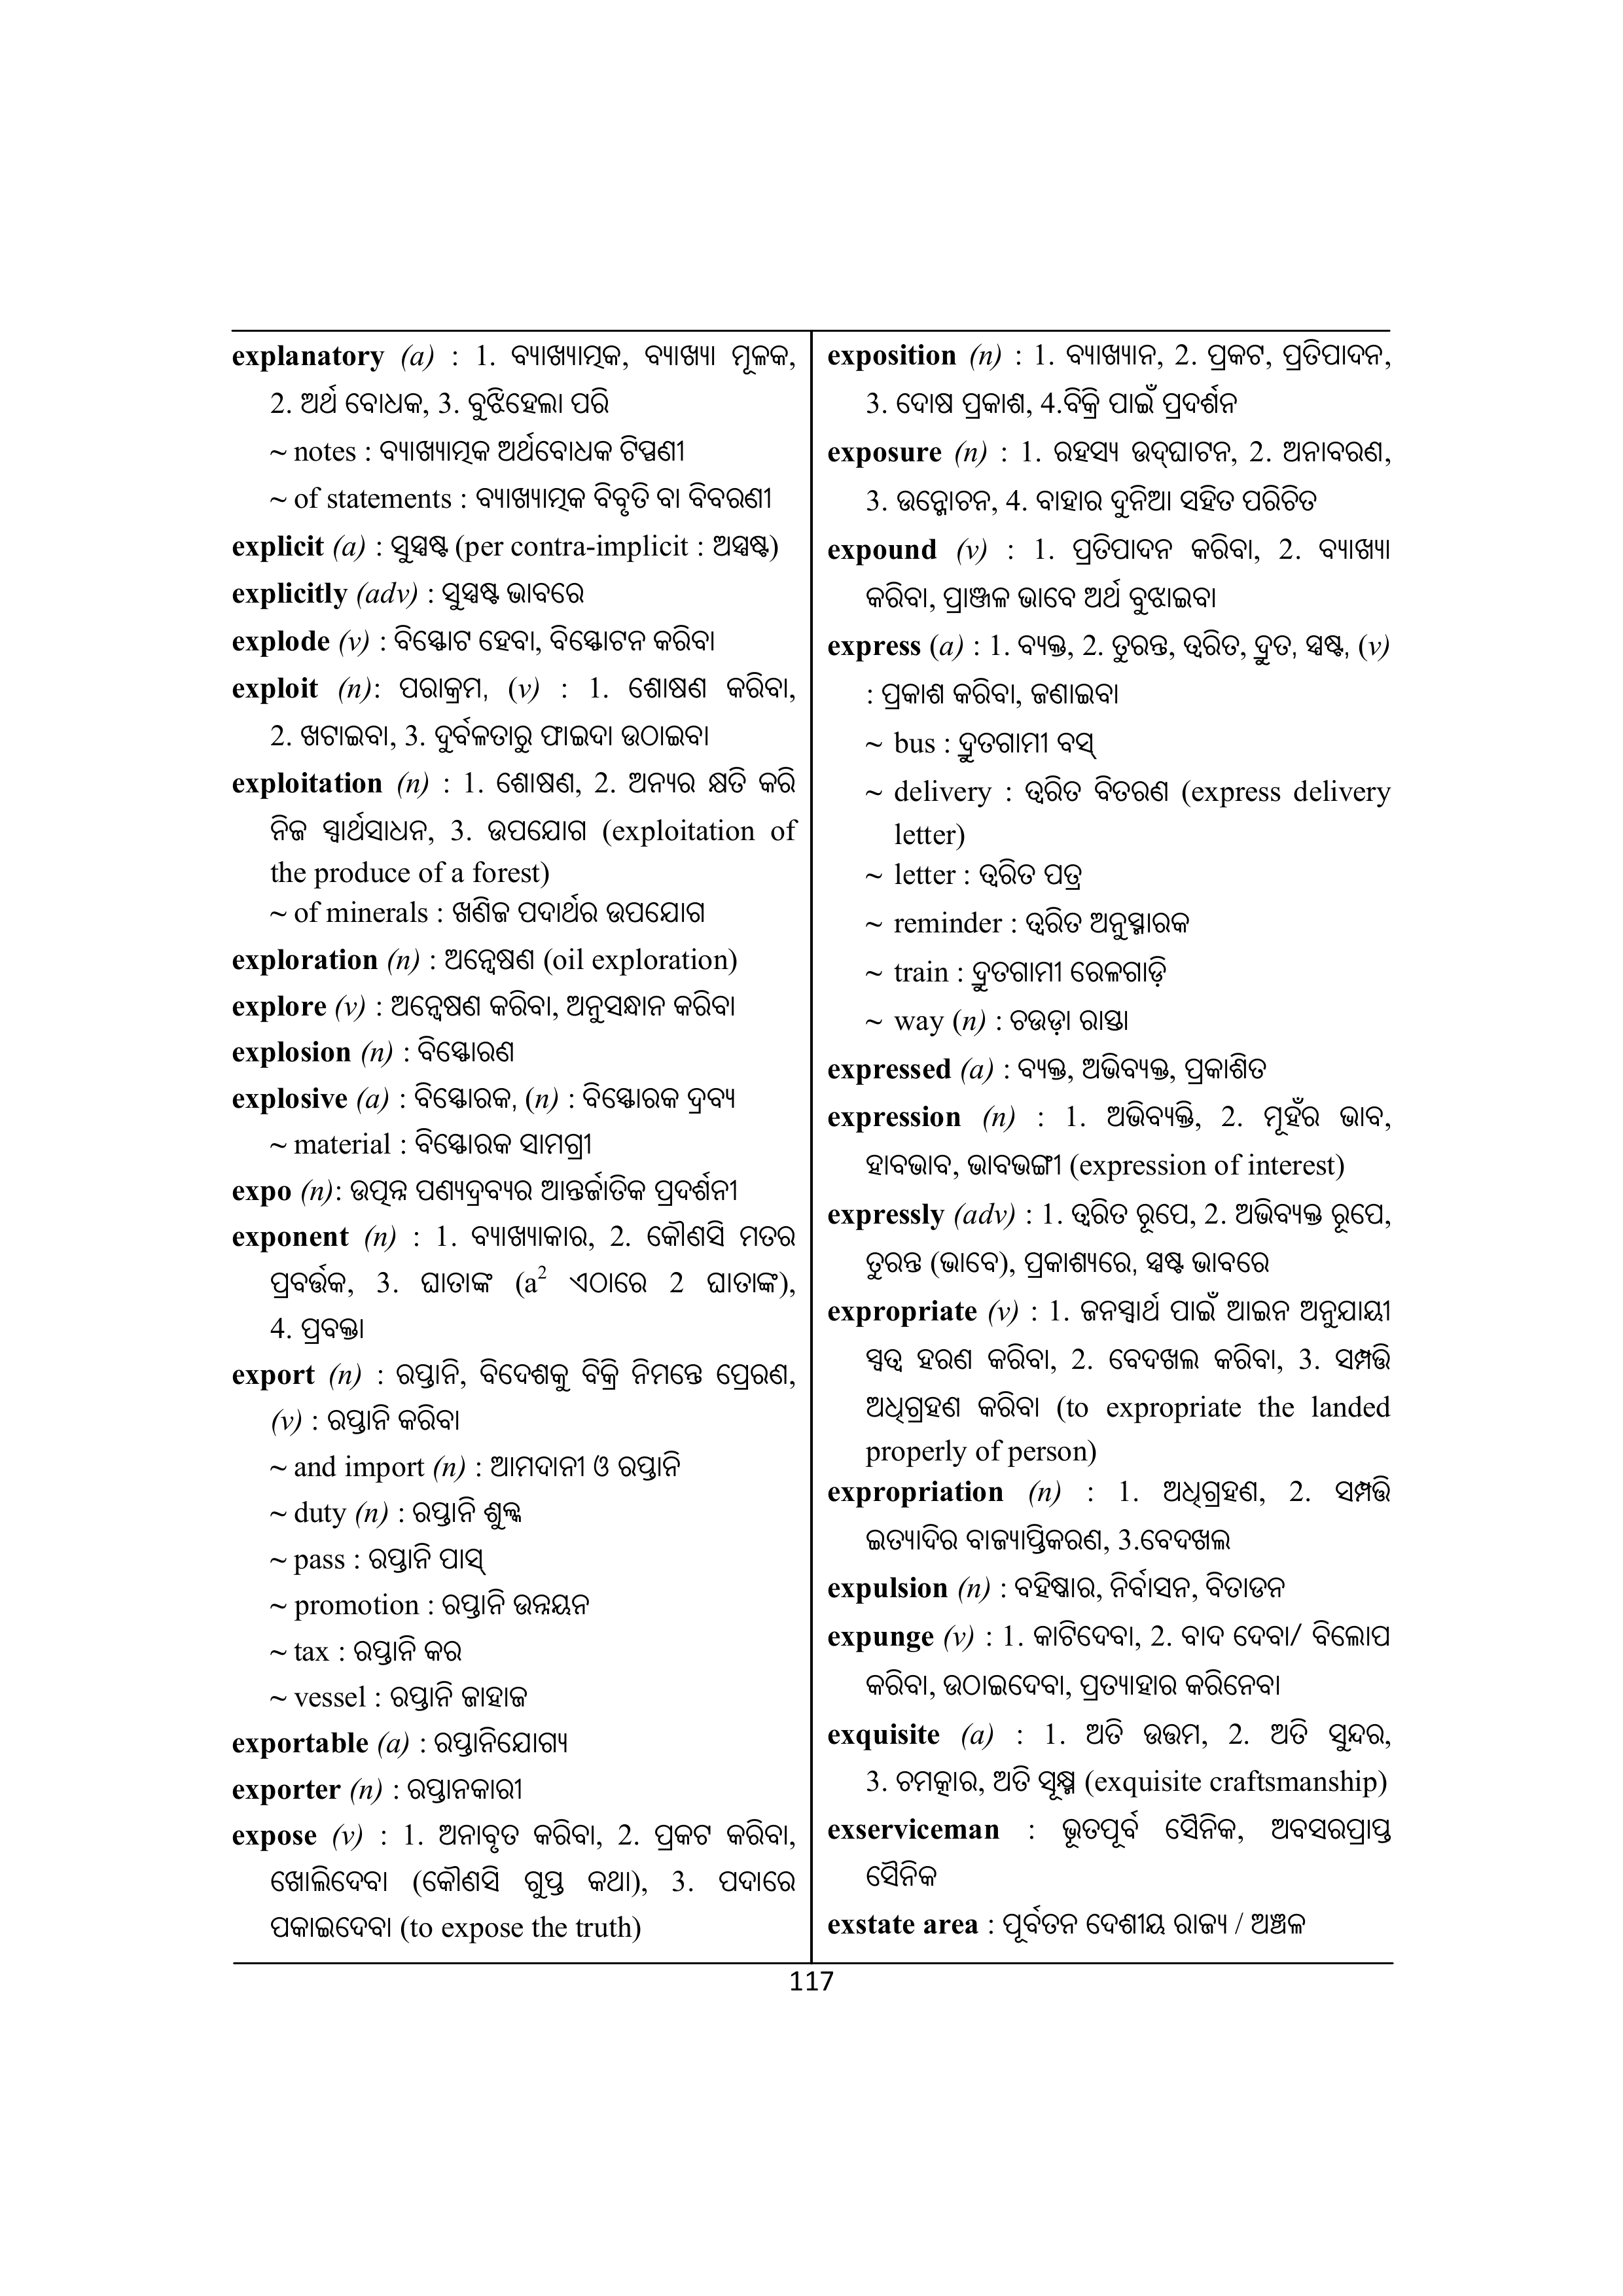 explanatory (a) : 1. ବ୍ୟାଖ୍ୟାତ୍ମକ, ବ୍ୟାଖ୍ୟା ମୂଳକ,
2. ଅର୍ଥ ବୋଧକ, 3. ବୁଝିହେଲା ପରି
~ notes : ବ୍ୟାଖ୍ୟାତ୍ମକ ଅର୍ଥବୋଧକ ଟିପ୍ପଣୀ
~ of statements : ବ୍ୟାଖ୍ୟାତ୍ମକ ବିବୃତି ବା ବିବରଣୀ
explicit (a) : ସୁସ୍ପଷ୍ଟ (per contra-implicit : ଅସ୍ପଷ୍ଟ)
explicitly (adv) : ସୁସ୍ପଷ୍ଟ ଭାବରେ
explode (v) : ବିସ୍ଫୋଟ ହେବା, ବିସ୍ଫୋଟନ କରିବା
exploit (n): ପରାକ୍ରମ, (v) : 1. ଶୋଷଣ କରିବା,
2. ଖଟାଇବା, 3. ଦୁର୍ବଳତାରୁ ଫାଇଦା ଉଠାଇବା
exploitation (n) : 1. ଶୋଷଣ, 2. ଅନ୍ୟର କ୍ଷତି କରି
ନିଜ ସ୍ୱାର୍ଥସାଧନ, 3. ଉପଯୋଗ (exploitation of
the produce of a forest)
~ of minerals : ଖଣିଜ ପଦାର୍ଥର ଉପଯୋଗ
exploration (n) : ଅନ୍ୱେଷଣ (oil exploration)
explore (v) : ଅନ୍ୱେଷଣ କରିବା, ଅନୁସନ୍ଧାନ କରିବା
explosion (n) : ବିସ୍ଫୋରଣ
explosive (a) : ବିସ୍ଫୋରକ, (n) : ବିସ୍ଫୋରକ ଦ୍ରବ୍ୟ
~ material : ବିସ୍ଫୋରକ ସାମଗ୍ରୀ
expo (n): ଉତ୍ପନ୍ନ ପଣ୍ୟଦ୍ରବ୍ୟର ଆନ୍ତର୍ଜାତିକ ପ୍ରଦର୍ଶନୀ
exponent (n) : 1. ବ୍ୟାଖ୍ୟାକାର, 2. କୌଣସି ମତର
ପ୍ରବର୍ତ୍ତକ, 3. ଘାତାଙ୍କ (a² ଏଠାରେ 2 ଘାତାଙ୍କ),
4. ପ୍ରବକ୍ତା
export (n) : ରପ୍ତାନି, ବିଦେଶକୁ ବିକ୍ରି ନିମନ୍ତେ ପ୍ରେରଣ,
(v) : ରପ୍ତାନି କରିବା
~ and import (n) : ଆମଦାନୀ ଓ ରପ୍ତାନି
~ duty (n) : ରପ୍ତାନି ଶୁଳ୍କ
~ pass : ରପ୍ତାନି ପାସ୍
~ promotion : ରପ୍ତାନି ଉନ୍ନୟନ
~ tax : ରପ୍ତାନି କର
~ vessel : ରପ୍ତାନି ଜାହାଜ
exportable (a) : ରପ୍ତାନିଯୋଗ୍ୟ
exporter (n) : ରପ୍ତାନକାରୀ
expose (v) : 1. ଅନାବୃତ କରିବା, 2. ପ୍ରକଟ କରିବା,
ଖୋଲିଦେବା (କୌଣସି ଗୁପ୍ତ କଥା), 3. ପଦାରେ
ପକାଇଦେବା (to expose the truth)
exposition (n) : 1. ବ୍ୟାଖ୍ୟାନ, 2. ପ୍ରକଟ, ପ୍ରତିପାଦନ,
3. ଦୋଷ ପ୍ରକାଶ, 4.ବିକ୍ରି ପାଇଁ ପ୍ରଦର୍ଶନ
exposure (n) : 1. ରହସ୍ୟ ଉଦ୍‌ଘାଟନ, 2. ଅନାବରଣ,
3. ଉନ୍ମୋଚନ, 4. ବାହାର ଦୁନିଆ ସହିତ ପରିଚିତ
expound (v) : 1. ପ୍ରତିପାଦନ କରିବା, 2. ବ୍ୟାଖ୍ୟା
କରିବା, ପ୍ରାଞ୍ଜଳ ଭାବେ ଅର୍ଥ ବୁଝାଇବା
express (a) : 1. ବ୍ୟକ୍ତ, 2. ତୁରନ୍ତ, ତ୍ୱରିତ, ଦ୍ରୁତ, ସ୍ପଷ୍ଟ, (v)
: ପ୍ରକାଶ କରିବା, ଜଣାଇବା
~ bus : ଦ୍ରୁତଗାମୀ ବସ୍
~ delivery : ତ୍ୱରିତ ବିତରଣ (express delivery
letter)
~ letter : ତ୍ୱରିତ ପତ୍ର
~ reminder : ତ୍ୱରିତ ଅନୁସ୍ମାରକ
~ train : ଦ୍ରୁତଗାମୀ ରେଳଗାଡ଼ି
~ way (n) : ଚଉଡ଼ା ରାସ୍ତା
expressed (a) : ବ୍ୟକ୍ତ, ଅଭିବ୍ୟକ୍ତ, ପ୍ରକାଶିତ
expression (n) : 1. ଅଭିବ୍ୟକ୍ତି, 2. ମୂହଁର ଭାବ,
ହାବଭାବ, ଭାବଭଙ୍ଗୀ (expression of interest)
expressly (adv) : 1. ତ୍ୱରିତ ରୂପେ, 2. ଅଭିବ୍ୟକ୍ତ ରୂପେ,
ତୁରନ୍ତ (ଭାବେ), ପ୍ରକାଶ୍ୟରେ, ସ୍ପଷ୍ଟ ଭାବରେ
expropriate (v) : 1. ଜନସ୍ୱାର୍ଥ ପାଇଁ ଆଇନ ଅନୁଯାୟୀ
ସ୍ୱତ୍ୱ ହରଣ କରିବା, 2. ବେଦଖଲ କରିବା, 3. ସମ୍ପତ୍ତି
ଅଧିଗ୍ରହଣ କରିବା (to expropriate the landed
properly of person)
expropriation (n) : 1. ଅଧିଗ୍ରହଣ, 2. ସମ୍ପତ୍ତି
ଇତ୍ୟାଦିର ବାଜ୍ୟାପ୍ତିକରଣ, 3.ବେଦଖଲ
expulsion (n) : ବହିଷ୍କାର, ନିର୍ବାସନ, ବିତାଡନ
expunge (v) : 1. କାଟିଦେବା, 2. ବାଦ ଦେବା/ ବିଲୋପ
କରିବା, ଉଠାଇଦେବା, ପ୍ରତ୍ୟାହାର କରିନେବା
exquisite (a) : 1. ଅତି ଉତ୍ତମ, 2. ଅତି ସୁନ୍ଦର,
3. ଚମତ୍କାର, ଅତି ସୂକ୍ଷ୍ମ (exquisite craftsmanship)
exserviceman : ଭୂତପୂର୍ବ ସୈନିକ, ଅବସରପ୍ରାପ୍ତ
ସୈନିକ
exstate area : ପୂର୍ବତନ ଦେଶୀୟ ରାଜ୍ୟ / ଅଞ୍ଚଳ
117